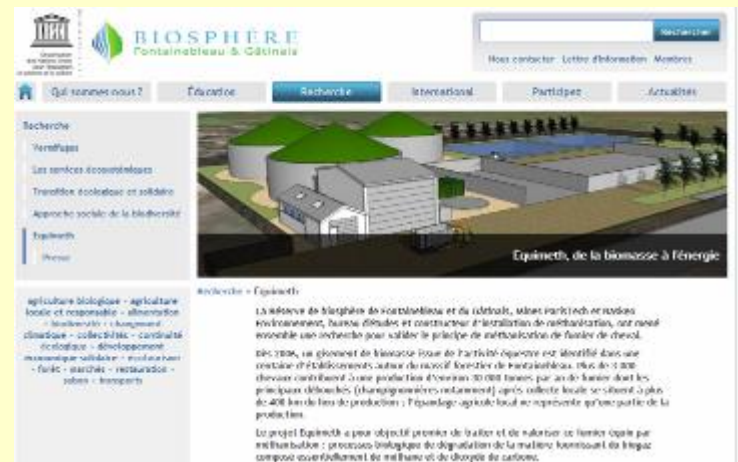 BIOSPHÈRE
Fontainebleau & Gâtinais
Rechercher
Nous contacter Lettre d'information Membres
Qui sommes nous ? Éducation Recherche International Participez Actualités
Recherche
Vermifuges
Les services écosystémiques
Transition écologique et solidaire
Approche sociale de la biodiversité
Equimeth
Presse
Equimeth, de la biomasse à l'énergie
agriculture biologique - agriculture
locale et responsable - alimentation
- biodiversité - changement
climatique - collectivités - continuité
écologique - développement
économique solidaire - écotourisme
- forêt - marchés - restauration -
salon - transports
Recherche » Equimeth
La Réserve de biosphère de Fontainebleau et du Gâtinais, Mines ParisTech et Naskeo
Environnement, bureau d'études et constructeur d'installation de méthanisation, ont mené
ensemble une recherche pour valider le principe de méthanisation de fumier de cheval.
Dès 2006, un gisement de biomasse issue de l'activité équestre est identifié dans une
centaine d'établissements autour du massif forestier de Fontainebleau. Plus de 3 000
chevaux contribuent à une production d'environ 30 000 tonnes par an de fumier dont les
principaux débouchés (champignonnières notamment) après collecte locale se situent à plus
de 400 km du lieu de production ; l'épandage agricole local ne représente qu'une partie de la
production.
Le projet Equimeth a pour objectif premier de traiter et de valoriser ce fumier équin par
méthanisation : processus biologique de dégradation de la matière fournissant du biogaz
composé essentiellement de méthane et de dioxyde de carbone.